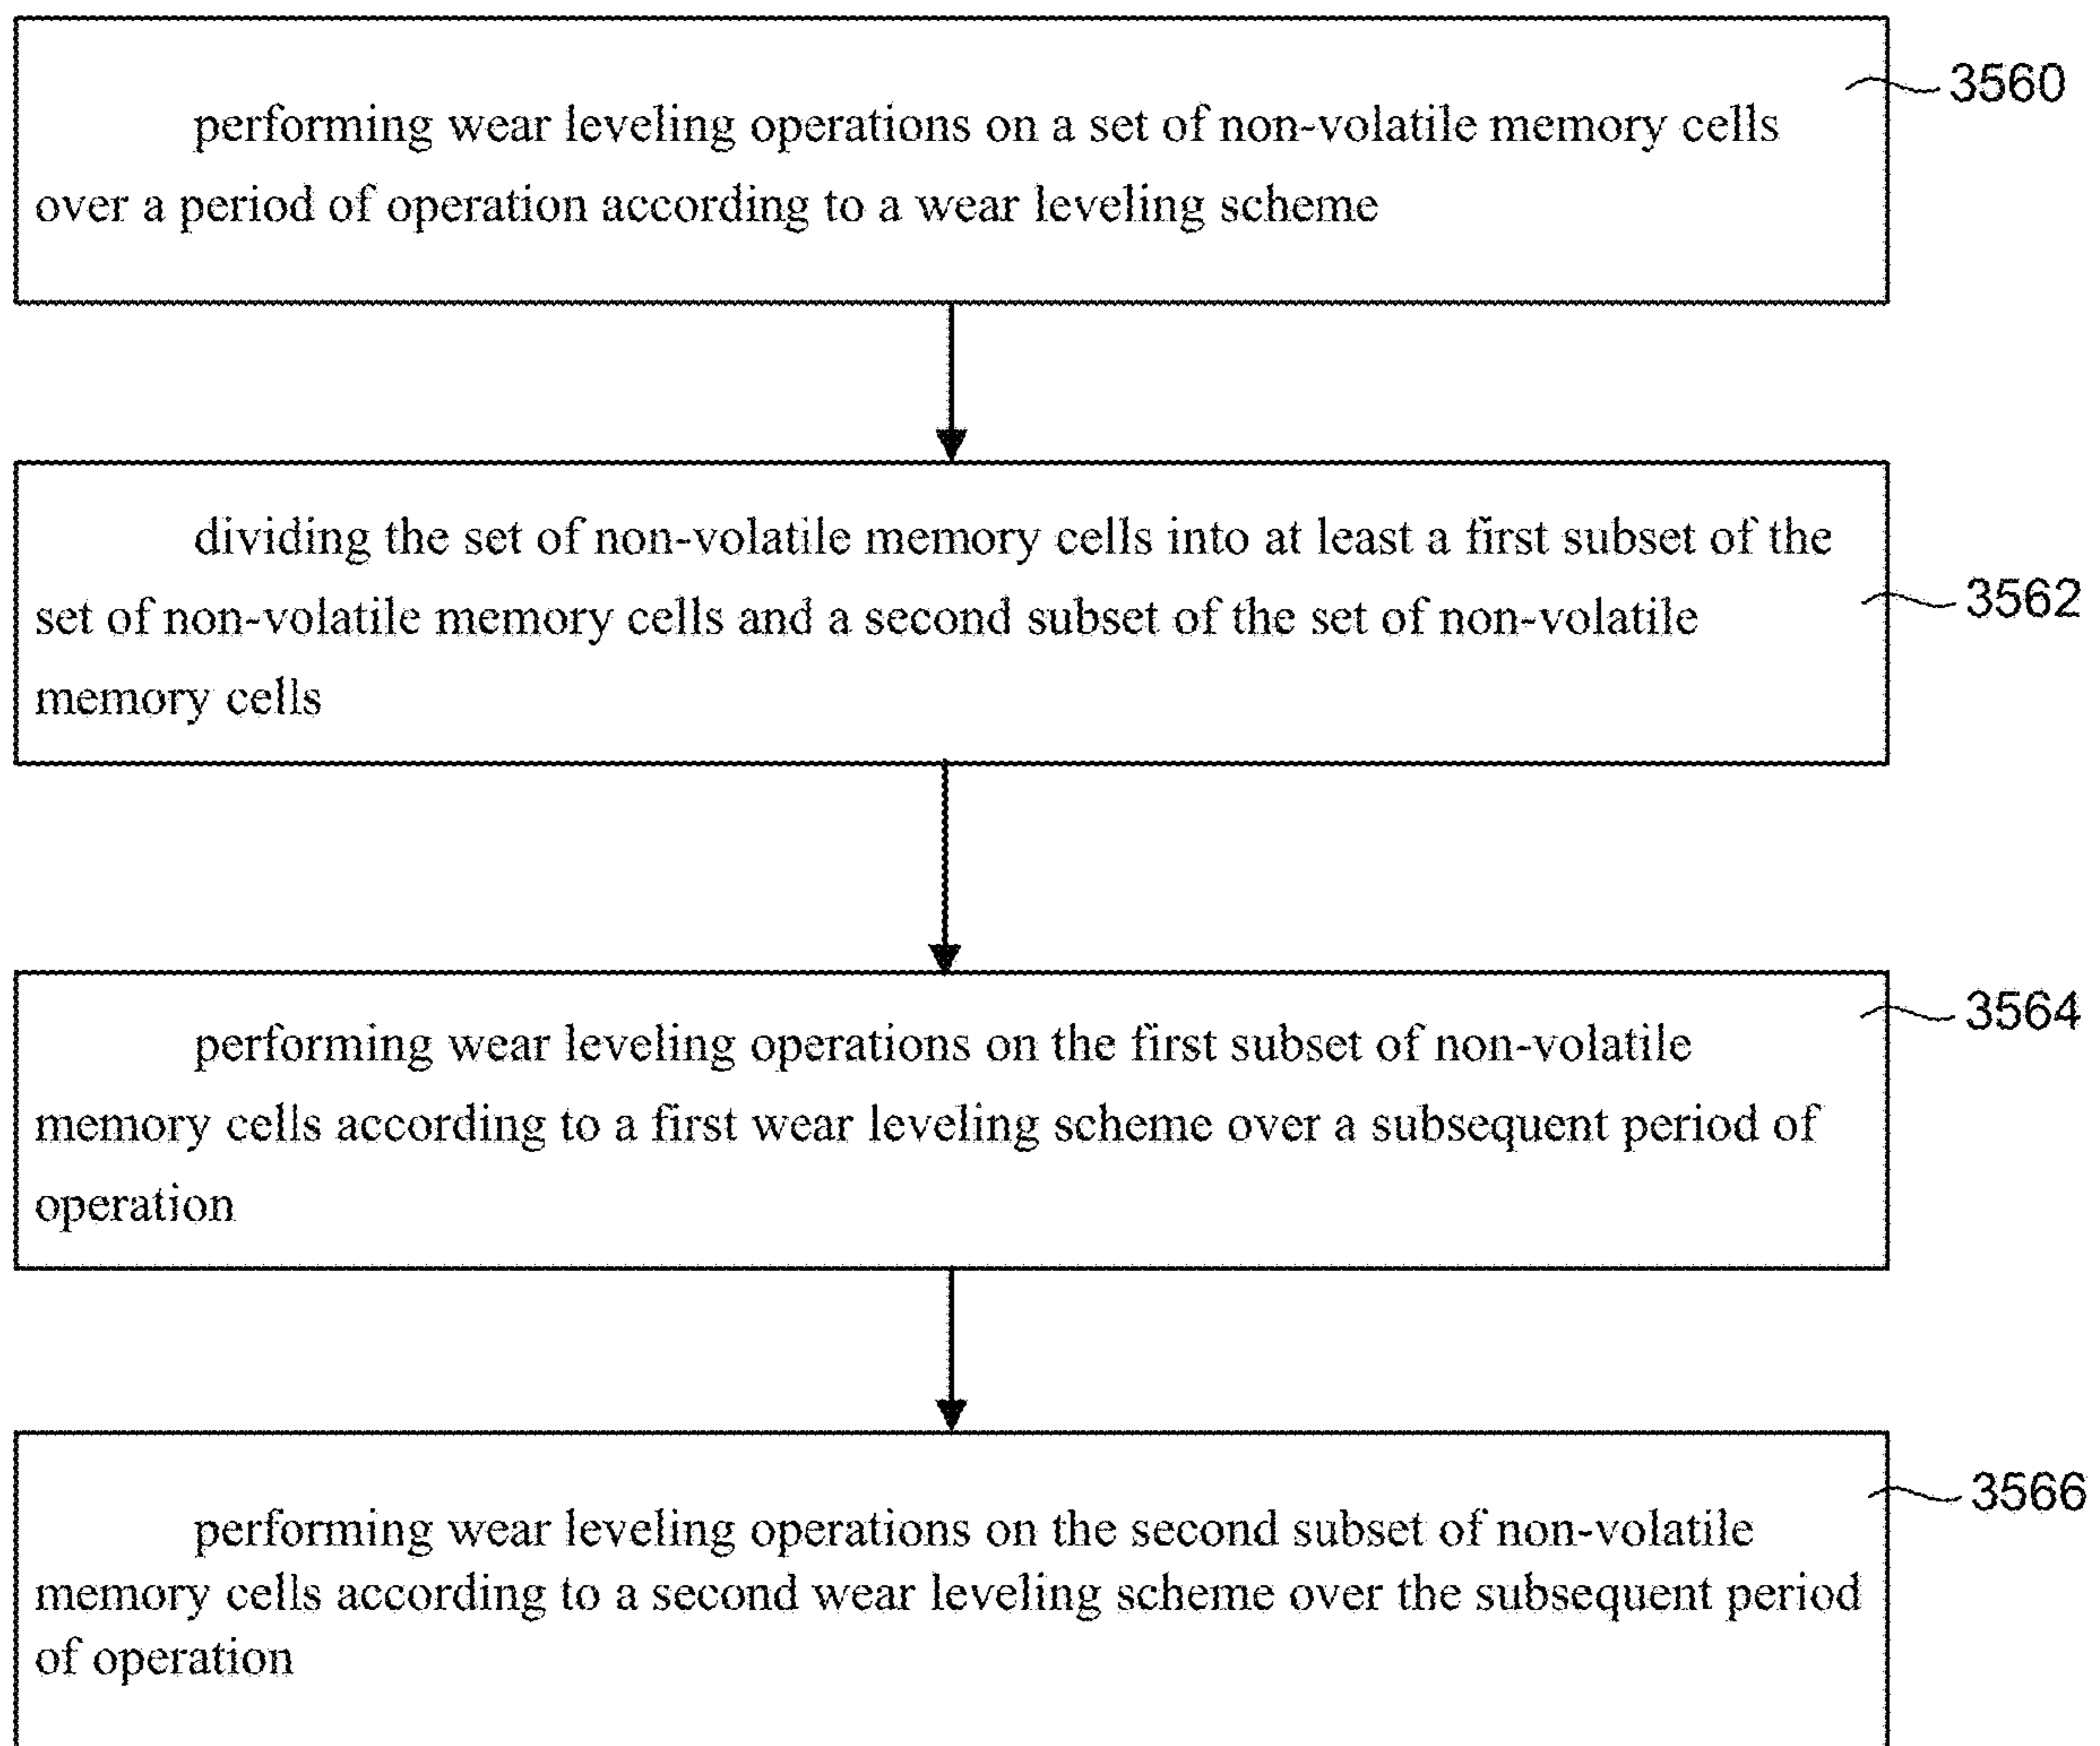 performing wear leveling operations on a set of non-volatile memory cells
over a period of operation according to a wear leveling scheme
3560
dividing the set of non-volatile memory cells into at least a first subset of the
set of non-volatile memory cells and a second subset of the set of non-volatile
memory cells
3562
performing wear leveling operations on the first subset of non-volatile
memory cells according to a first wear leveling scheme over a subsequent period of
operation
3564
performing wear leveling operations on the second subset of non-volatile
memory cells according to a second wear leveling scheme over the subsequent period
of operation
3566